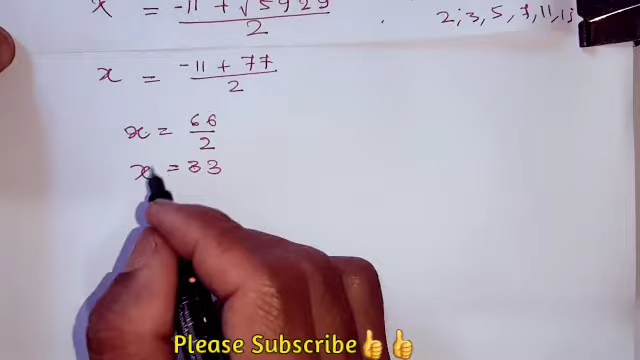 x = -11 + √5929 / 2
2, 3, 5, 7, 11, 13
x = -11 + 77 / 2
x = 66 / 2
x = 33
Please Subscribe👍👍